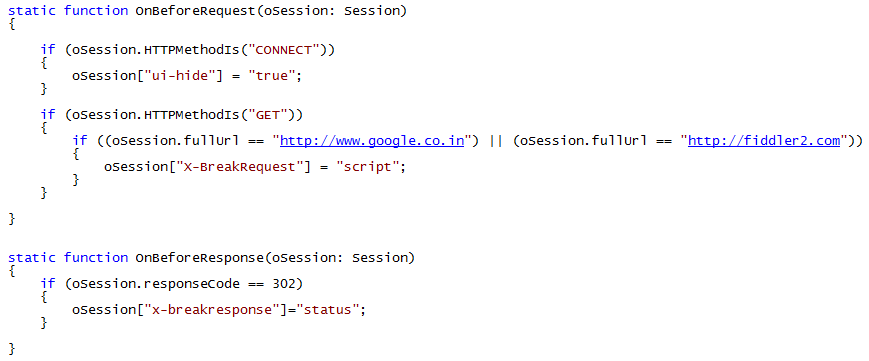 static function OnBeforeRequest(oSession: Session)
{
if (oSession.HTTPMethodIs("CONNECT"))
{
oSession["ui-hide"] = "true";
}
if (oSession.HTTPMethodIs("GET"))
{
if ((oSession.fullUrl == "http://www.google.co.in") || (oSession.fullUrl == "http://fiddler2.com"))
{
oSession["X-BreakRequest"] = "script";
}
}
}
static function OnBeforeResponse(oSession: Session)
{
if (oSession.responseCode == 302)
{
oSession["x-breakresponse"]="status";
}
}